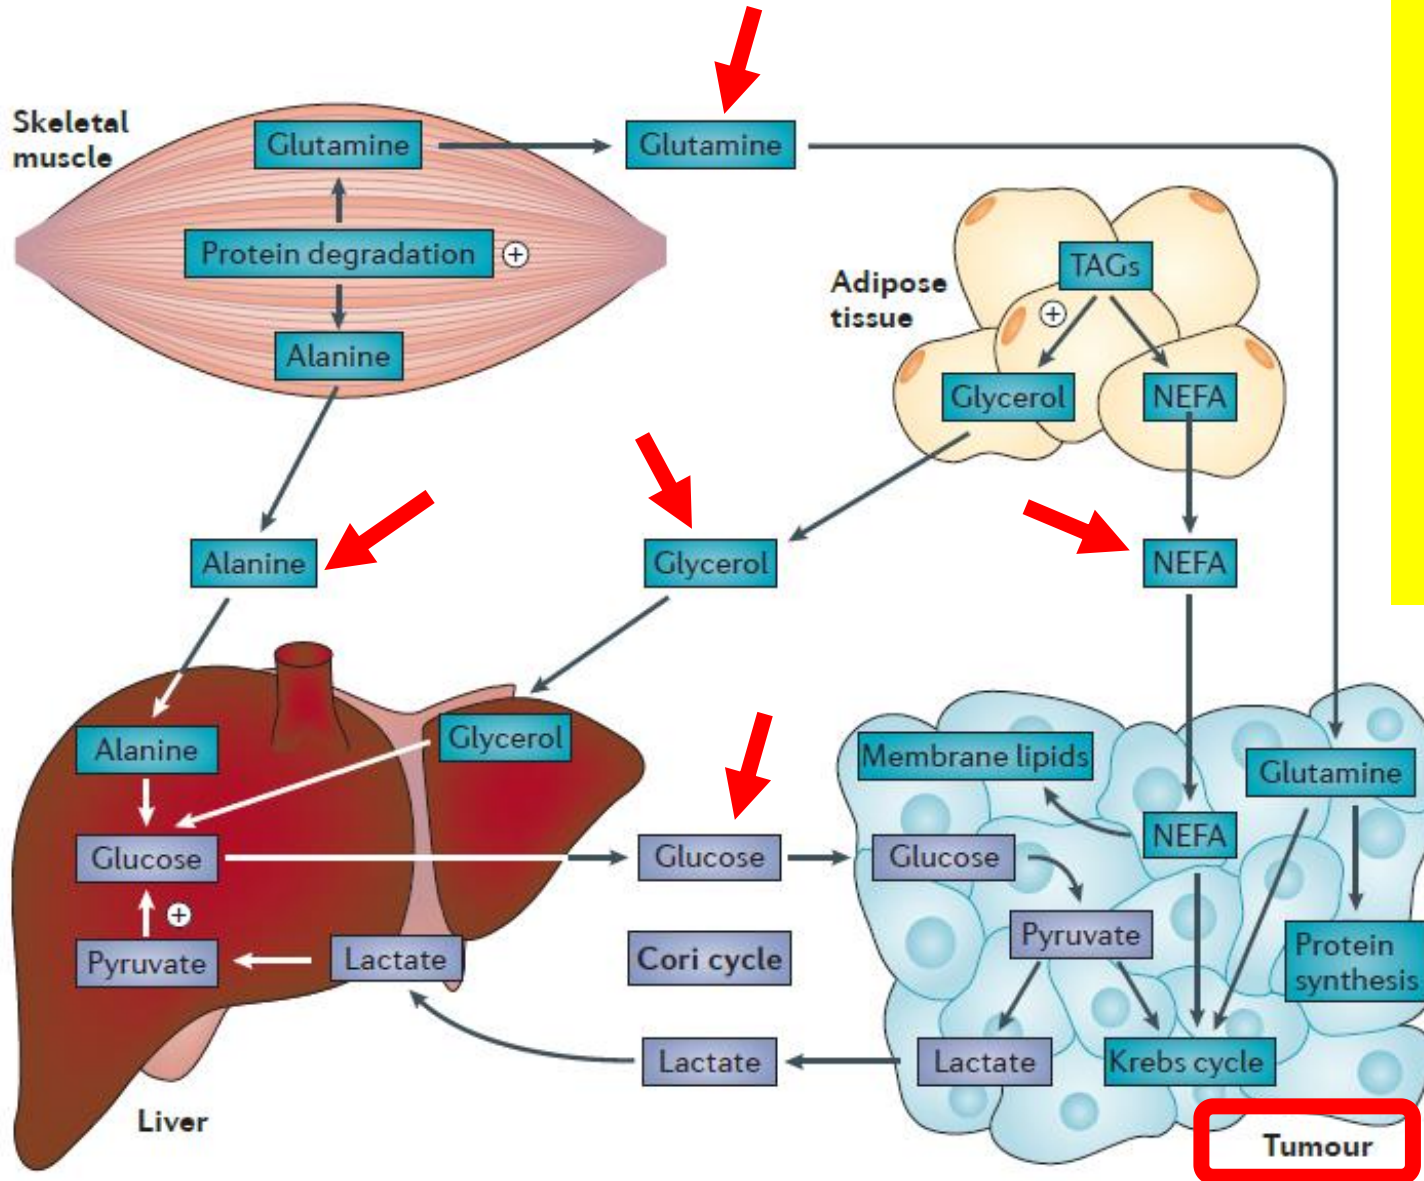 Skeletal
muscle
Glutamine
Glutamine
Protein degradation +
Alanine
Adipose
tissue
TAGs
+
Glycerol
NEFA
Alanine
Glycerol
NEFA
Alanine
Glycerol
Glucose
+
Pyruvate
Lactate
Liver
Glucose
Cori cycle
Lactate
Membrane lipids
NEFA
Glutamine
Glucose
Pyruvate
Protein
synthesis
Lactate
Krebs cycle
Tumour